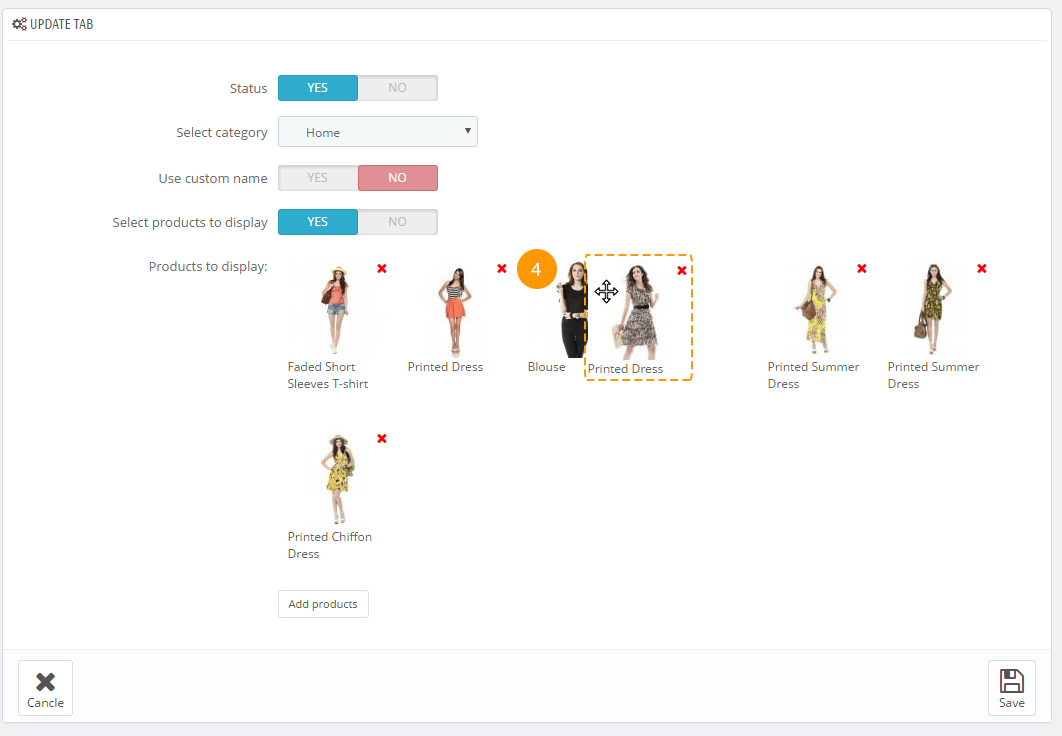 UPDATE TAB
Status YES NO
Select category Home
Use custom name YES NO
Select products to display YES NO
Products to display:
4
Faded Short
Sleeves T-shirt
Printed Dress
Blouse
Printed Dress
Printed Summer
Dress
Printed Summer
Dress
Printed Chiffon
Dress
Add products
Cancle
Save